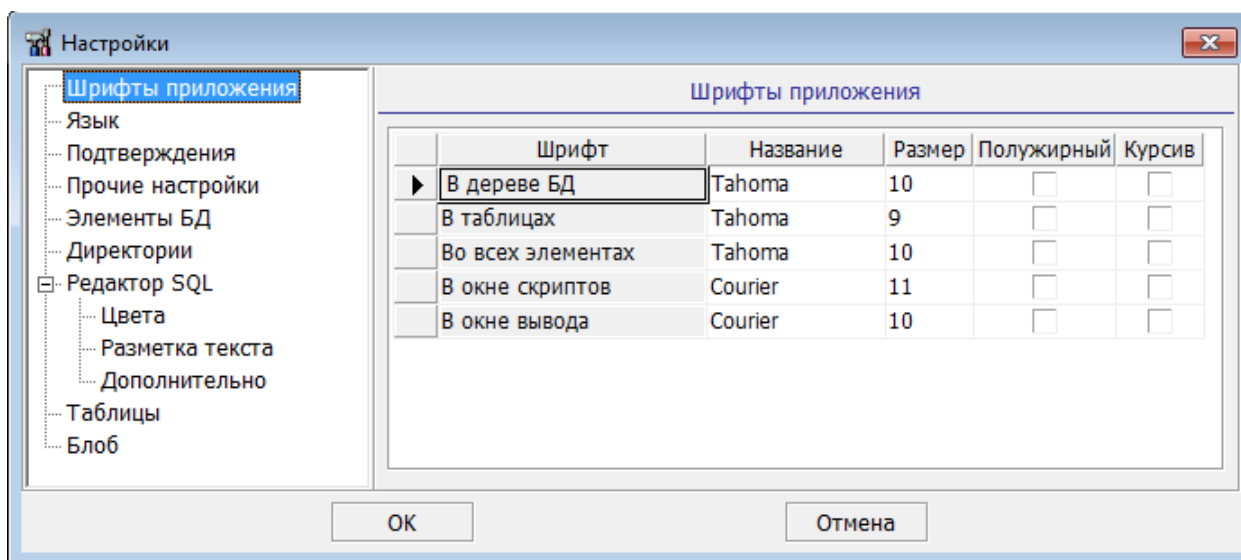 Настройки
Шрифты приложения
Язык
Подтверждения
Прочие настройки
Элементы БД
Директории
Редактор SQL
Цвета
Разметка текста
Дополнительно
Таблицы
Блоб
Шрифты приложения
Шрифт Название Размер Полужирный Курсив
В дереве БД Tahoma 10
В таблицах Tahoma 9
Во всех элементах Tahoma 10
В окне скриптов Courier 11
В окне вывода Courier 10
OK Отмена